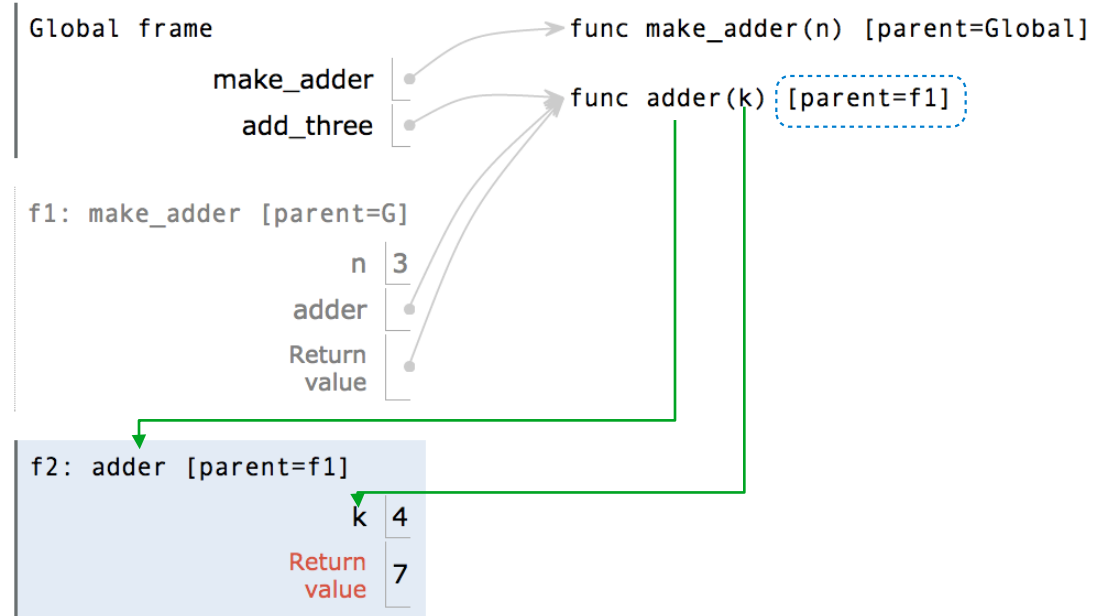 Global frame
func make_adder(n) [parent=Global]
make_adder
func adder(k) [parent=f1]
add_three
f1: make_adder [parent=G]
n 3
adder
Return
value
f2: adder [parent=f1]
k 4
Return
value 7